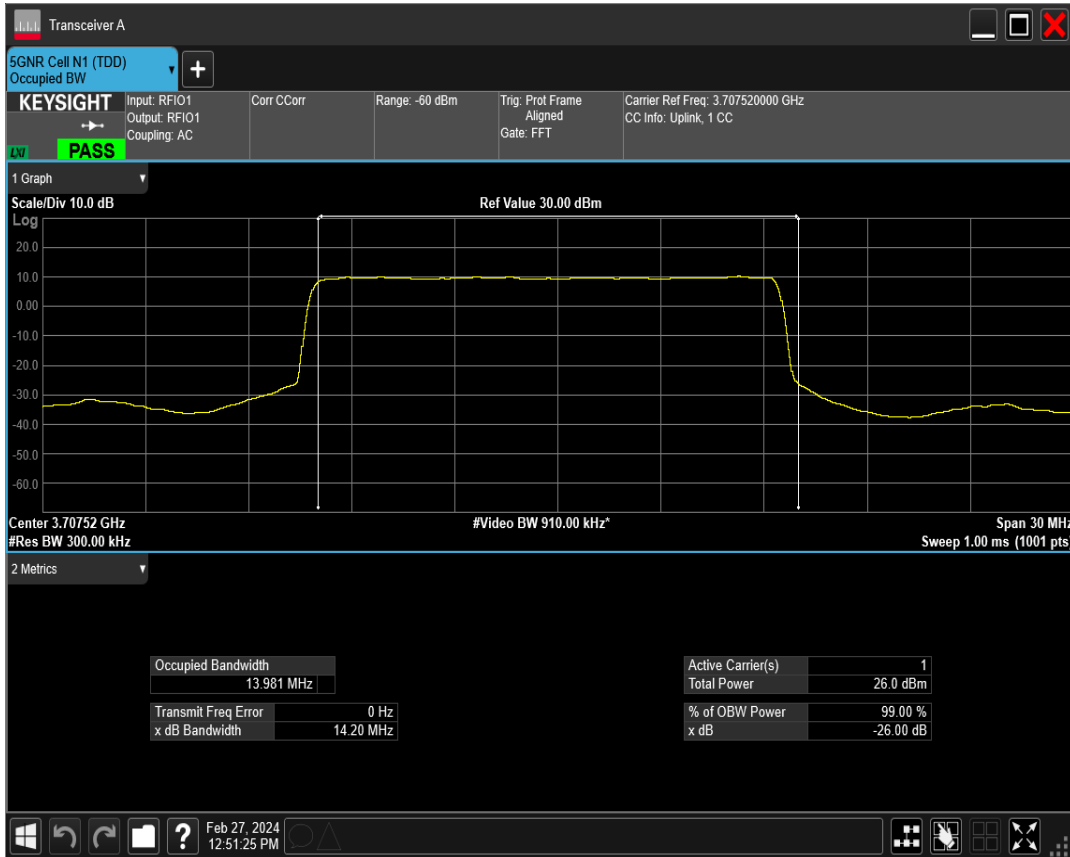 Transceiver A
5GNR Cell N1 (TDD)
Occupied BW
+
KEYSIGHT
LXI
PASS
Input: RFIO1
Output: RFIO1
Coupling: AC
Corr CCorr
Range: -60 dBm
Trig: Prot Frame
Aligned
Gate: FFT
Carrier Ref Freq: 3.707520000 GHz
CC Info: Uplink, 1 CC
1 Graph
Scale/Div 10.0 dB
Ref Value 30.00 dBm
Log
20.0
10.0
0.00
-10.0
-20.0
-30.0
-40.0
-50.0
-60.0
Center 3.70752 GHz
#Video BW 910.00 kHz*
Span 30 MHz
#Res BW 300.00 kHz
Sweep 1.00 ms (1001 pts)
2 Metrics
Occupied Bandwidth
13.981 MHz
Transmit Freq Error 0 Hz
x dB Bandwidth 14.20 MHz
Active Carrier(s) 1
Total Power 26.0 dBm
% of OBW Power 99.00 %
x dB -26.00 dB
?
Feb 27, 2024
12:51:25 PM